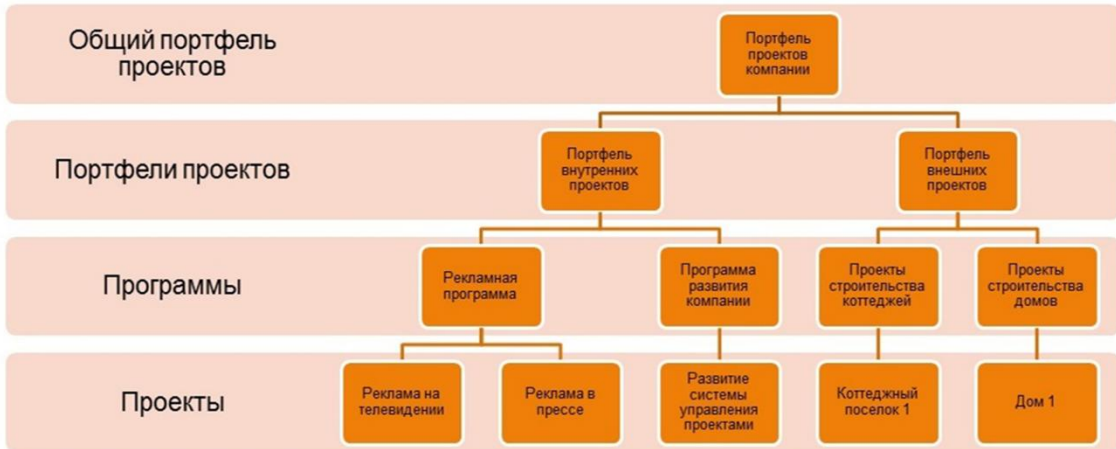 Общий портфель
проектов
Портфель
проектов
компании
Портфели проектов
Портфель
внутренних
проектов
Портфель
внешних
проектов
Программы
Рекламная
программа
Программа
развития
компании
Проекты
строительства
коттеджей
Проекты
строительства
домов
Проекты
Реклама на
телевидении
Реклама в
прессе
Развитие
системы
управления
проектами
Коттеджный
поселок 1
Дом 1